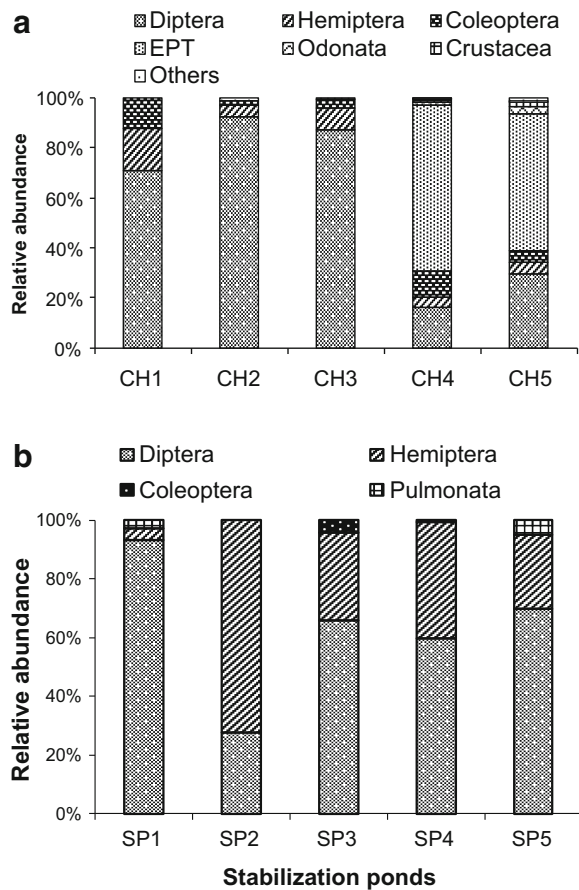 a
Diptera Hemiptera Coleoptera
EPT Odonata Crustacea
Others
Relative abundance
100%
80%
60%
40%
20%
0%
CH1 CH2 CH3 CH4 CH5
b
Diptera Hemiptera
Coleoptera Pulmonata
Relative abundance
100%
80%
60%
40%
20%
0%
SP1 SP2 SP3 SP4 SP5
Stabilization ponds